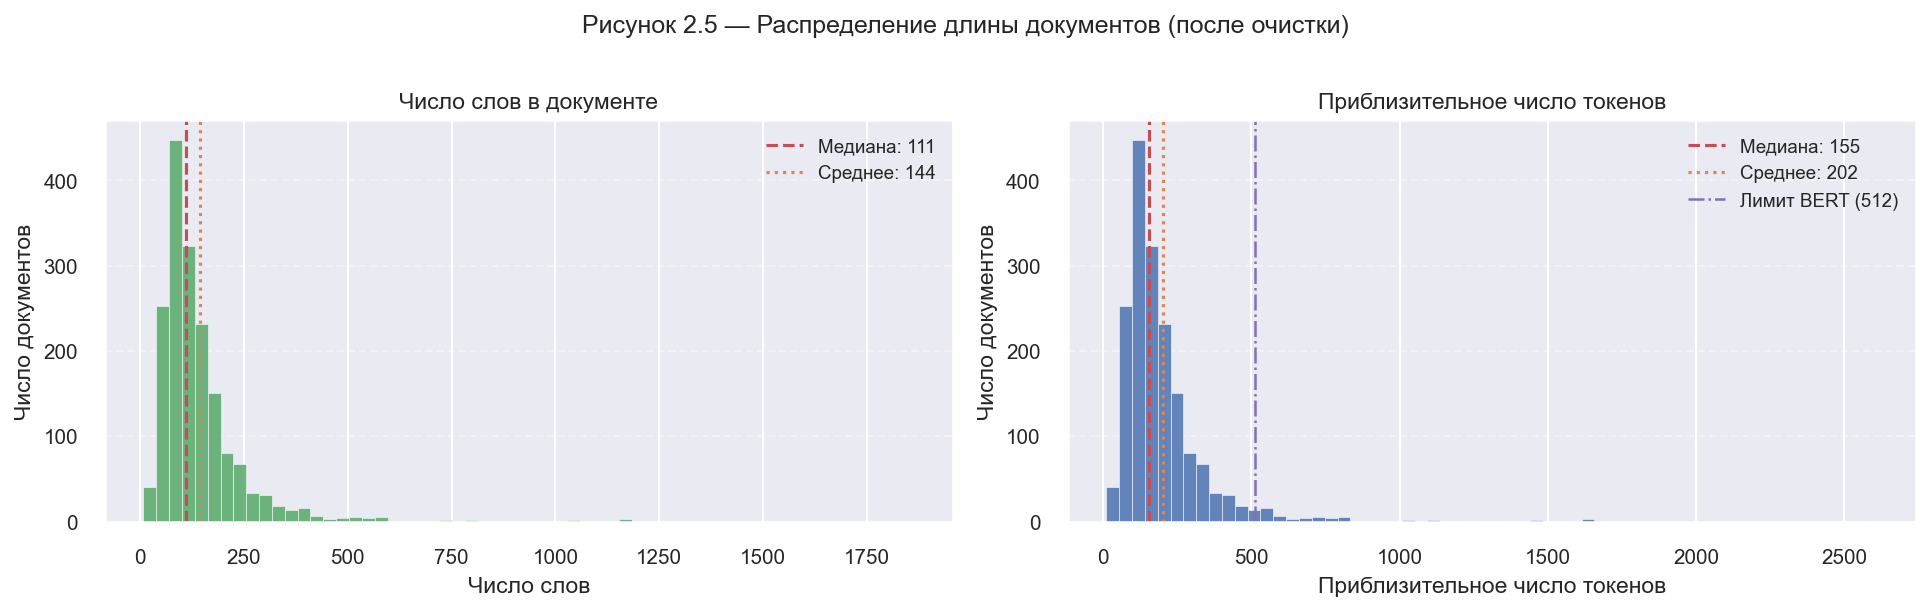 Рисунок 2.5 — Распределение длины документов (после очистки)
Число слов в документе
Число документов
400
300
200
100
0
Медиана: 111
Среднее: 144
0 250 500 750 1000 1250 1500 1750
Число слов
Приблизительное число токенов
Число документов
400
300
200
100
0
Медиана: 155
Среднее: 202
Лимит BERT (512)
0 500 1000 1500 2000 2500
Приблизительное число токенов